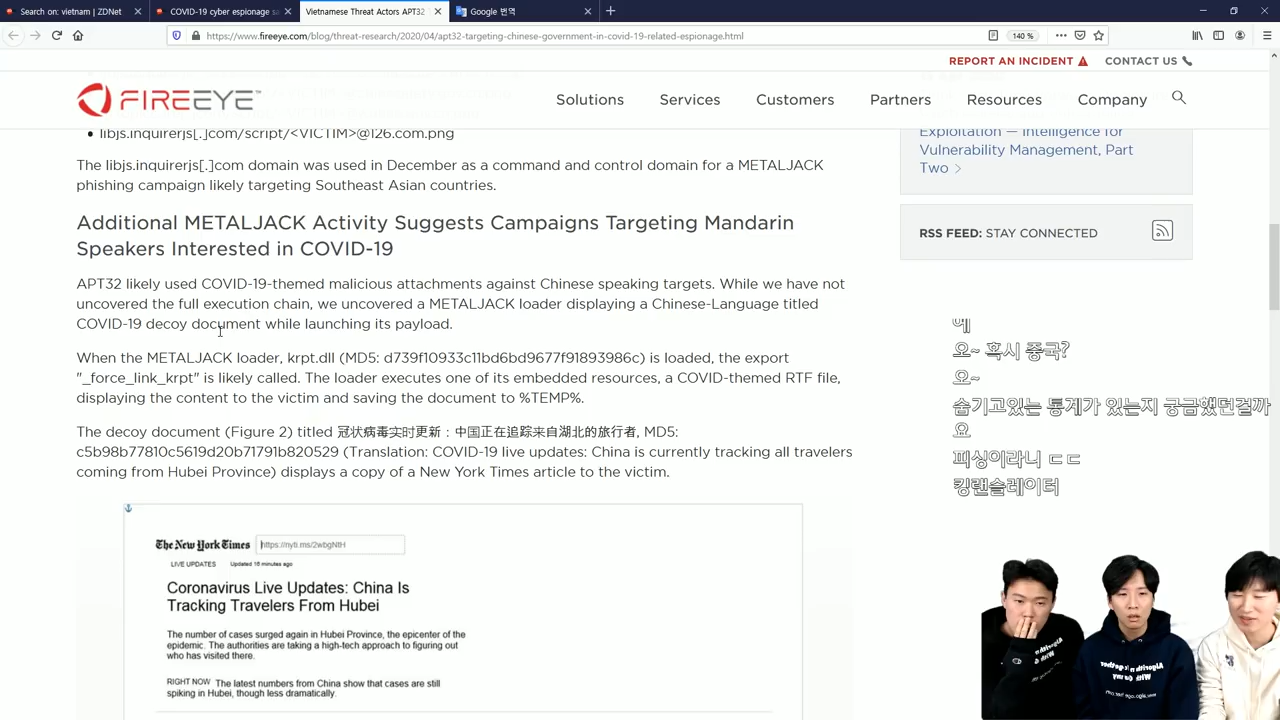 Search on: vietnam | ZDNet
COVID-19 cyber espionage sa
Vietnamese Threat Actors APT32
Google 번역
https://www.fireeye.com/blog/threat-research/2020/04/apt32-targeting-chinese-government-in-covid-19-related-espionage.html
140 %
REPORT AN INCIDENT
CONTACT US
FIREEYE
Solutions
Services
Customers
Partners
Resources
Company
• libjs.inquirerjs[.]com/script/<VICTIM>@126.com.png
The libjs.inquirerjs[.]com domain was used in December as a command and control domain for a METALJACK
phishing campaign likely targeting Southeast Asian countries.
Additional METALJACK Activity Suggests Campaigns Targeting Mandarin
Speakers Interested in COVID-19
APT32 likely used COVID-19-themed malicious attachments against Chinese speaking targets. While we have not
uncovered the full execution chain, we uncovered a METALJACK loader displaying a Chinese-Language titled
COVID-19 decoy document while launching its payload.
When the METALJACK loader, krpt.dll (MD5: d739f10933c11bd6bd9677f91893986c) is loaded, the export
"_force_link_krpt" is likely called. The loader executes one of its embedded resources, a COVID-themed RTF file,
displaying the content to the victim and saving the document to %TEMP%.
The decoy document (Figure 2) titled 冠状病毒实时更新：中国正在追踪来自湖北的旅行者, MD5:
c5b98b77810c5619d20b71791b820529 (Translation: COVID-19 live updates: China is currently tracking all travelers
coming from Hubei Province) displays a copy of a New York Times article to the victim.
The New York Times
https://nyti.ms/2wbgNtH
LIVE UPDATES
Updated 16 minutes ago
Coronavirus Live Updates: China Is
Tracking Travelers From Hubei
The number of cases surged again in Hubei Province, the epicenter of the
epidemic. The authorities are taking a high-tech approach to figuring out
who has visited there.
RIGHT NOW The latest numbers from China show that cases are still
spiking in Hubei, though less dramatically.
Exploitation — Intelligence for
Vulnerability Management, Part
Two
RSS FEED: STAY CONNECTED
오~ 혹시 중국?
오~
숨기고있는 통계가 있는지 궁금했던걸까
요
피싱이라니 ㄷㄷ
킹랜슬레이터